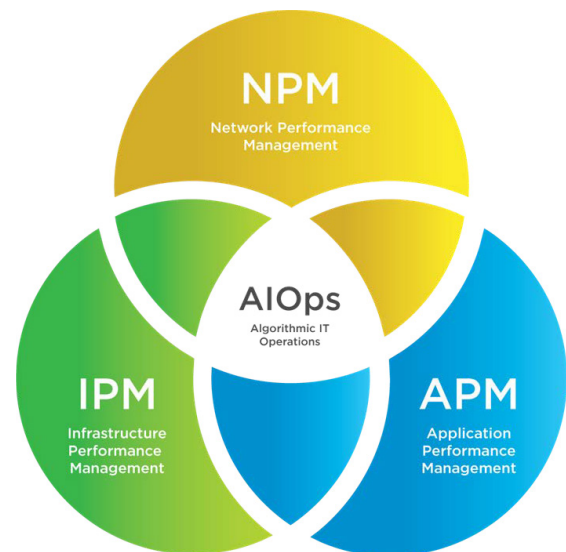 NPM
Network Performance
Management
AIOps
Algorithmic IT
Operations
IPM
Infrastructure
Performance
Management
APM
Application
Performance
Management